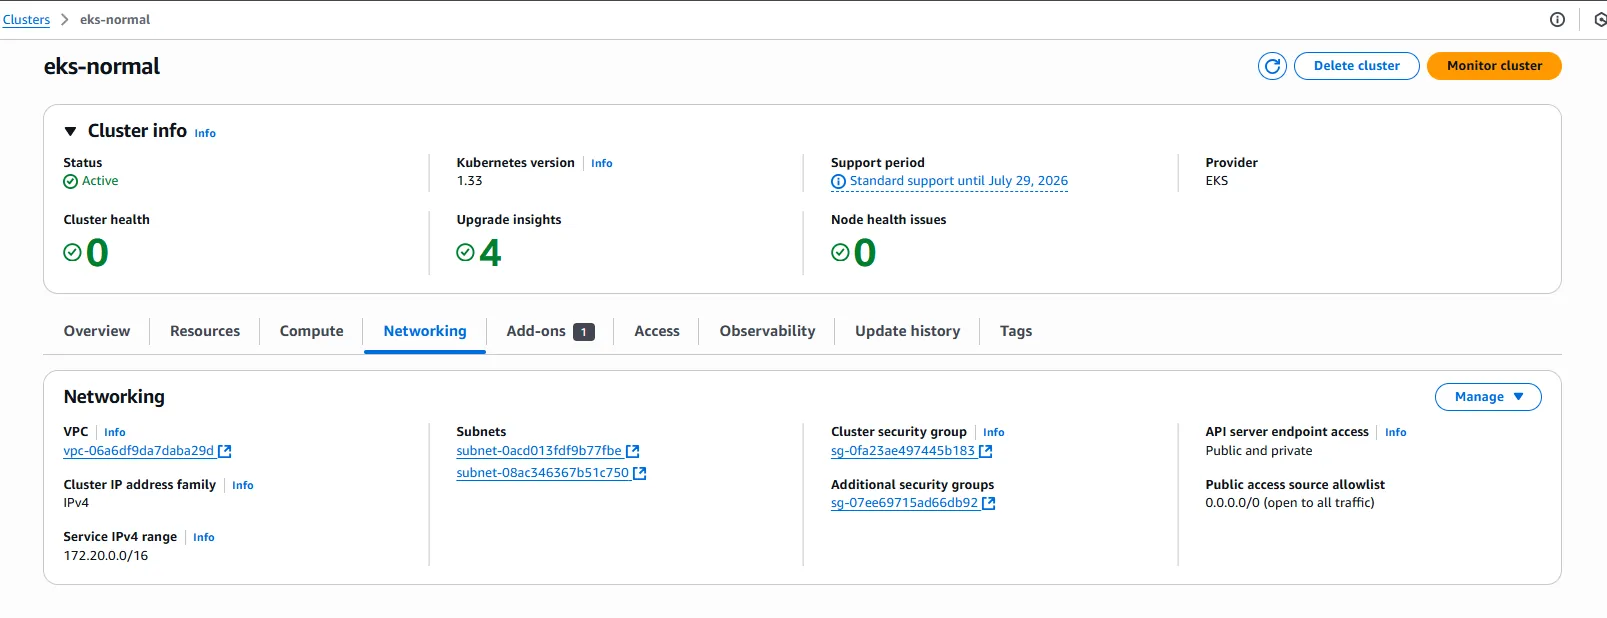 Clusters > eks-normal
eks-normal
Delete cluster
Monitor cluster
Cluster info Info
Status
Active
Kubernetes version Info
1.33
Support period
Standard support until July 29, 2026
Provider
EKS
Cluster health
0
Upgrade insights
4
Node health issues
0
Overview Resources Compute Networking Add-ons 1 Access Observability Update history Tags
Networking
Manage
VPC Info
vpc-06a6df9da7daba29d
Cluster IP address family Info
IPv4
Service IPv4 range Info
172.20.0.0/16
Subnets
subnet-0acd013fdf9b77fbe
subnet-08ac346367b51c750
Cluster security group Info
sg-0fa23ae497445b183
Additional security groups
sg-07ee69715ad66db92
API server endpoint access Info
Public and private
Public access source allowlist
0.0.0.0/0 (open to all traffic)